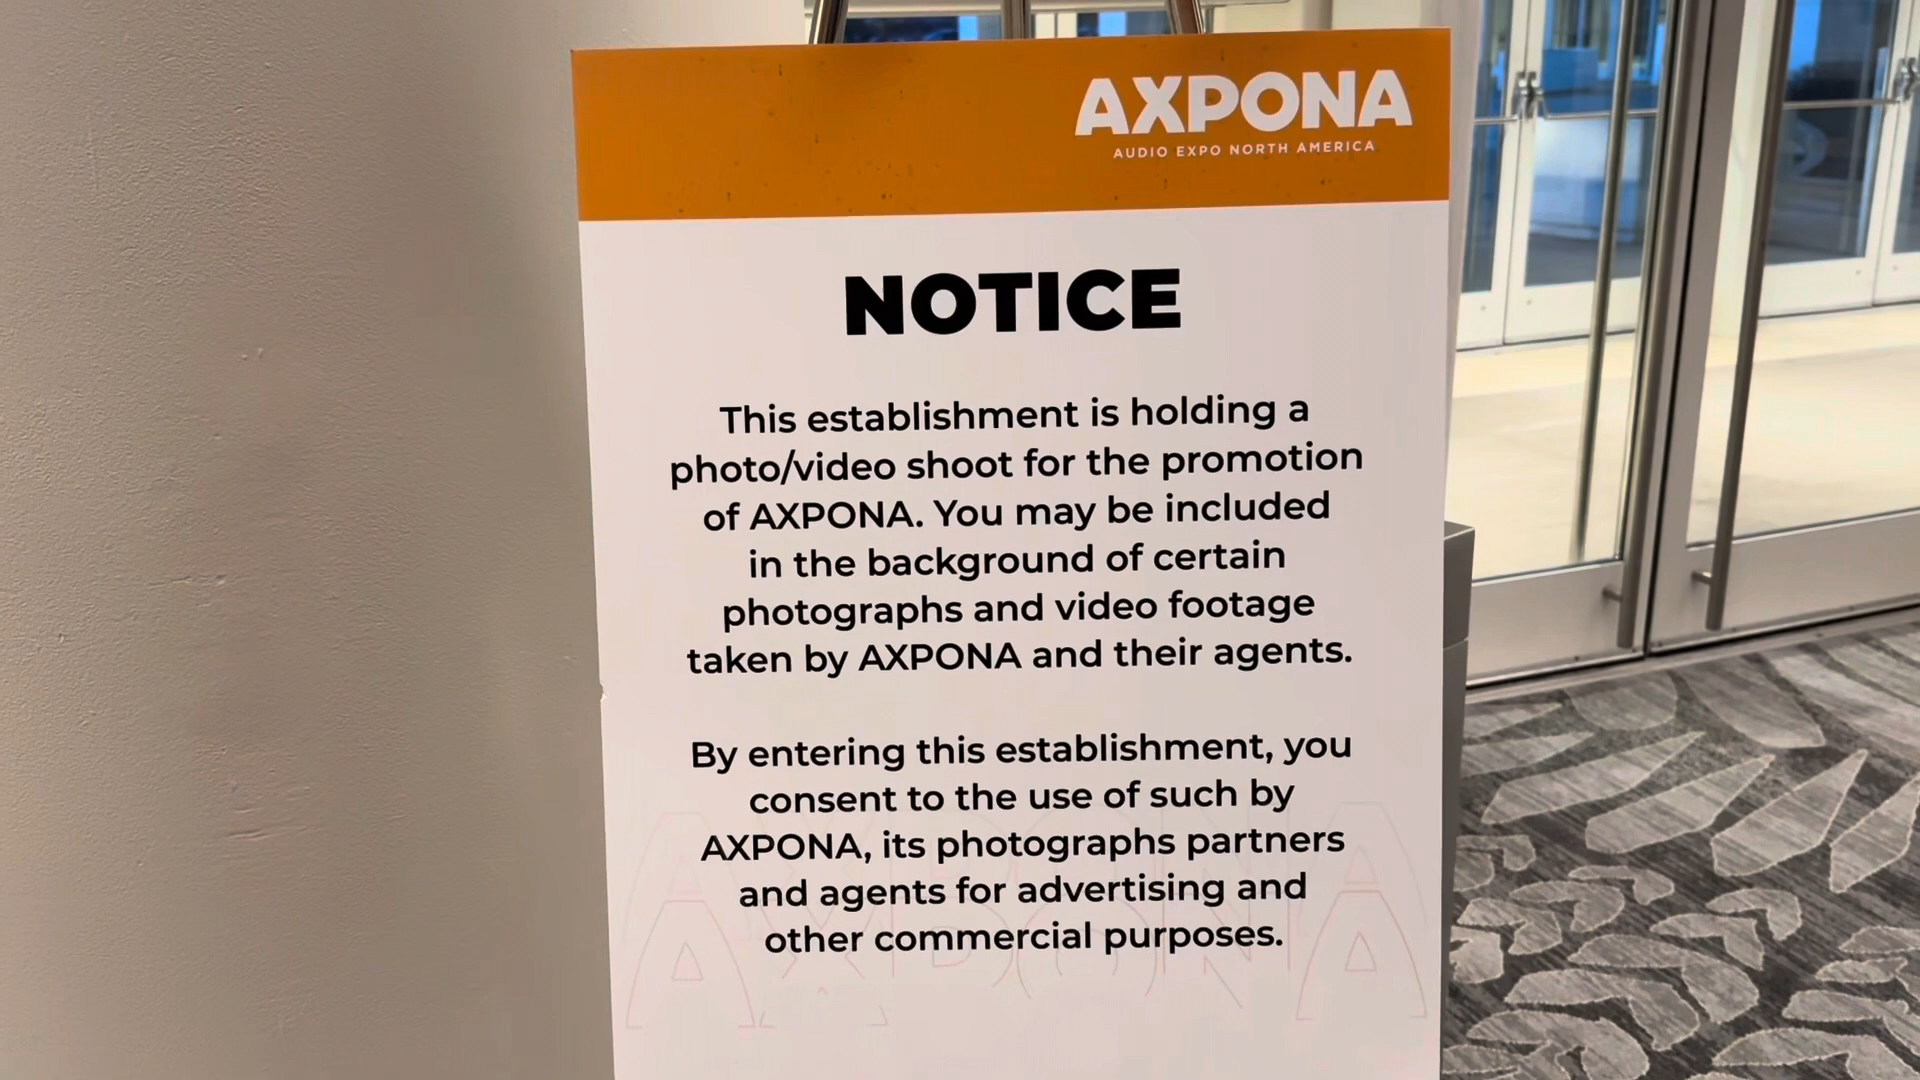 AXPONA
AUDIO EXPO NORTH AMERICA
NOTICE
This establishment is holding a
photo/video shoot for the promotion
of AXPONA. You may be included
in the background of certain
photographs and video footage
taken by AXPONA and their agents.
By entering this establishment, you
consent to the use of such by
AXPONA, its photographs partners
and agents for advertising and
other commercial purposes.
AXPONA